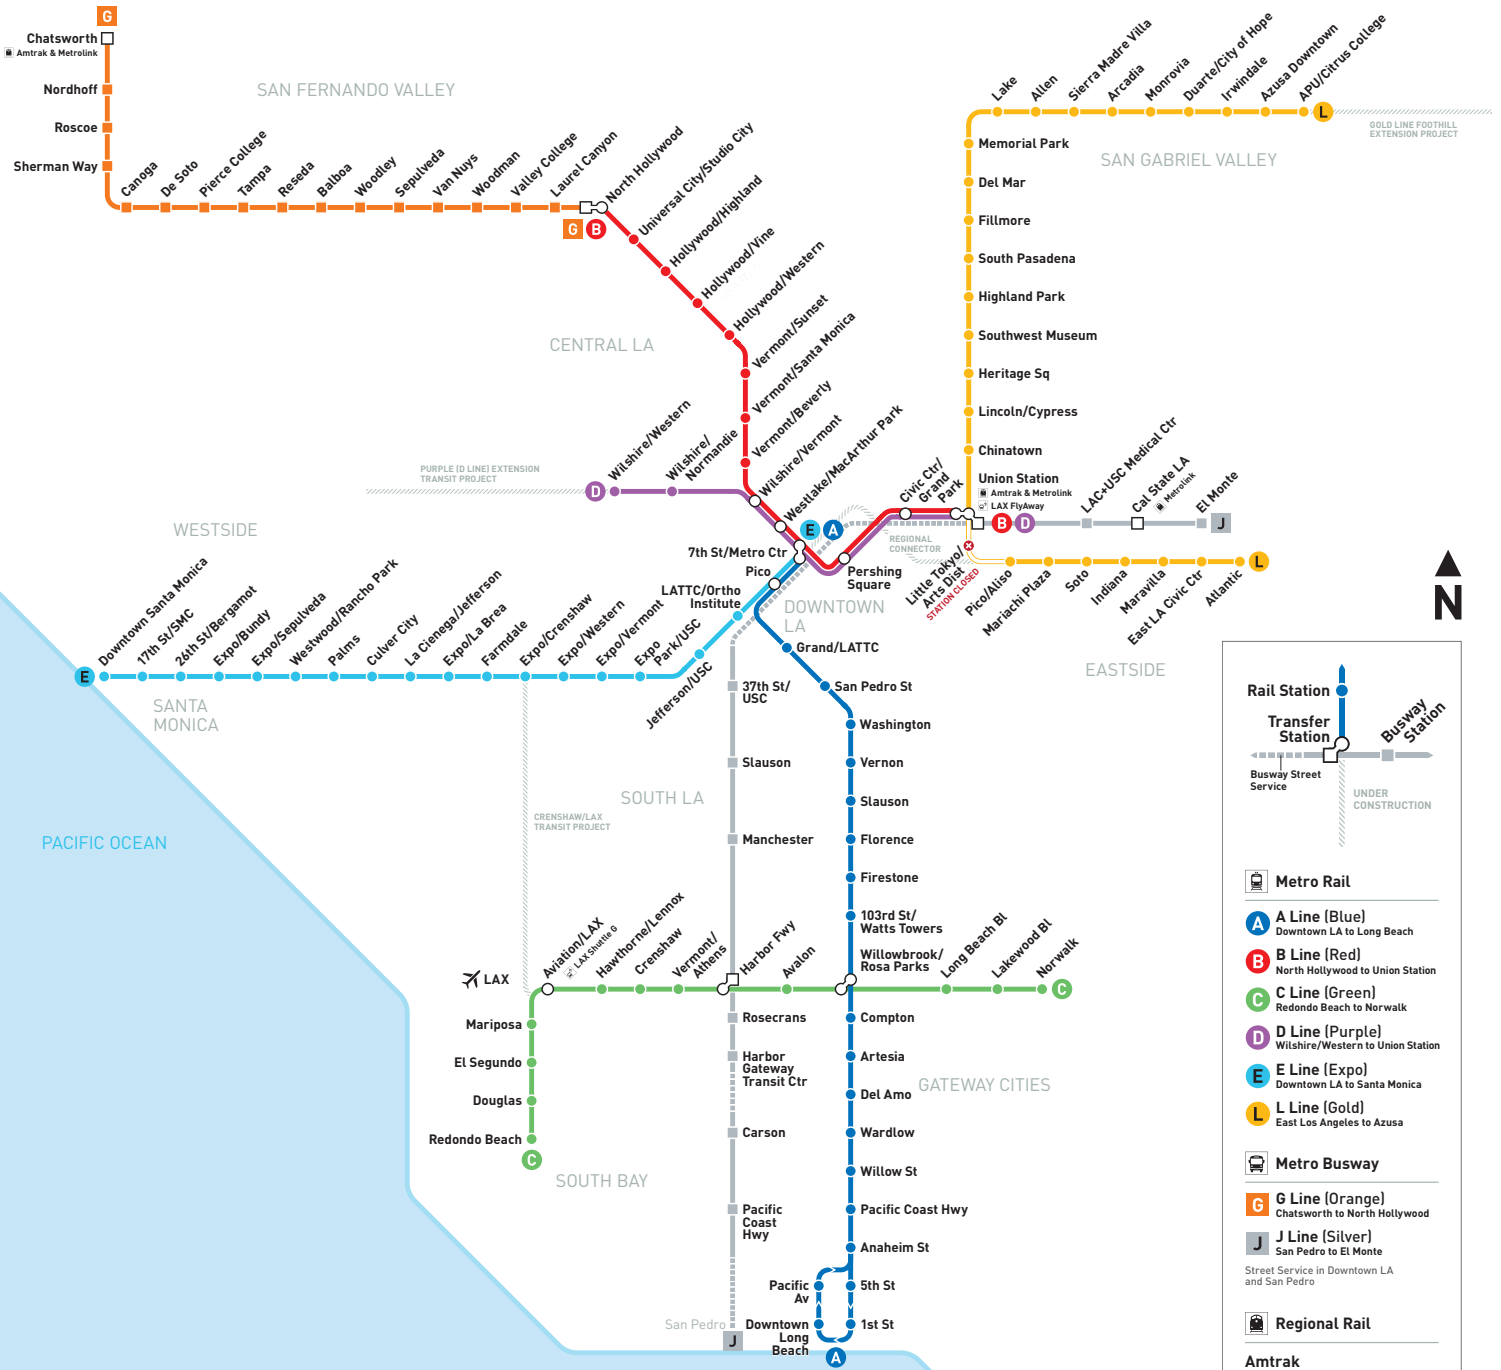 G
Chatsworth
Amtrak & Metrolink
Nordhoff
Roscoe
Sherman Way
SAN FERNANDO VALLEY
Canoga
De Soto
Pierce College
Tampa
Reseda
Balboa
Woodley
Sepulveda
Van Nuys
Woodman
Valley College
Laurel Canyon
North Hollywood
G
B
Universal City/Studio City
Hollywood/Highland
Hollywood/Vine
Hollywood/Western
Vermont/Sunset
Vermont/Santa Monica
Vermont/Beverly
Wilshire/Vermont
Westlake/MacArthur Park
CENTRAL LA
Lake
Allen
Sierra Madre Villa
Arcadia
Monrovia
Duarte/City of Hope
Irwindale
Azusa Downtown
APU/Citrus College
L
GOLD LINE FOOTHILL
EXTENSION PROJECT
SAN GABRIEL VALLEY
Memorial Park
Del Mar
Fillmore
South Pasadena
Highland Park
Southwest Museum
Heritage Sq
Lincoln/Cypress
Chinatown
Union Station
Amtrak & Metrolink
LAX FlyAway
B
D
LAC+USC Medical Ctr
Cal State LA
Metrolink
El Monte
J
PURPLE (D LINE) EXTENSION
TRANSIT PROJECT
D
Wilshire/Western
Wilshire/
Normandie
Civic Ctr/
Grand
Park
E
A
7th St/Metro Ctr
Pico
REGIONAL
CONNECTOR
Pershing
Square
Little Tokyo/
Arts Dist
STATION CLOSED
Pico/Aliso
Mariachi Plaza
Soto
Indiana
Maravilla
East LA Civic Ctr
Atlantic
L
N
WESTSIDE
DOWNTOWN
LA
EASTSIDE
LATTC/Ortho
Institute
E
Downtown Santa Monica
17th St/SMC
26th St/Bergamot
Expo/Bundy
Expo/Sepulveda
Westwood/Rancho Park
Palms
Culver City
La Cienega/Jefferson
Expo/La Brea
Farmdale
Expo/Crenshaw
Expo/Western
Expo/Vermont
Expo
Park/USC
Jefferson/USC
SANTA
MONICA
Grand/LATTC
San Pedro St
Washington
Vernon
Slauson
Florence
Firestone
103rd St/
Watts Towers
Willowbrook/
Rosa Parks
37th St/
USC
Slauson
Manchester
SOUTH LA
CRENSHAW/LAX
TRANSIT PROJECT
PACIFIC OCEAN
LAX
Aviation/LAX
LAX Shuttle G
Hawthorne/Lennox
Crenshaw
Vermont/
Athens
Harbor Fwy
Avalon
Long Beach Bl
Lakewood Bl
Norwalk
C
Mariposa
El Segundo
Douglas
Redondo Beach
C
SOUTH BAY
Rosecrans
Harbor
Gateway
Transit Ctr
Carson
Pacific
Coast
Hwy
San Pedro
J
Compton
Artesia
Del Amo
Wardlow
Willow St
Pacific Coast Hwy
Anaheim St
Pacific
Av
5th St
Downtown
Long
Beach
1st St
A
GATEWAY CITIES
Rail Station
Transfer
Station
Busway
Station
Busway Street
Service
UNDER
CONSTRUCTION
Metro Rail
A
A Line (Blue)
Downtown LA to Long Beach
B
B Line (Red)
North Hollywood to Union Station
C
C Line (Green)
Redondo Beach to Norwalk
D
D Line (Purple)
Wilshire/Western to Union Station
E
E Line (Expo)
Downtown LA to Santa Monica
L
L Line (Gold)
East Los Angeles to Azusa
Metro Busway
G
G Line (Orange)
Chatsworth to North Hollywood
J
J Line (Silver)
San Pedro to El Monte
Street Service in Downtown LA
and San Pedro
Regional Rail
Amtrak